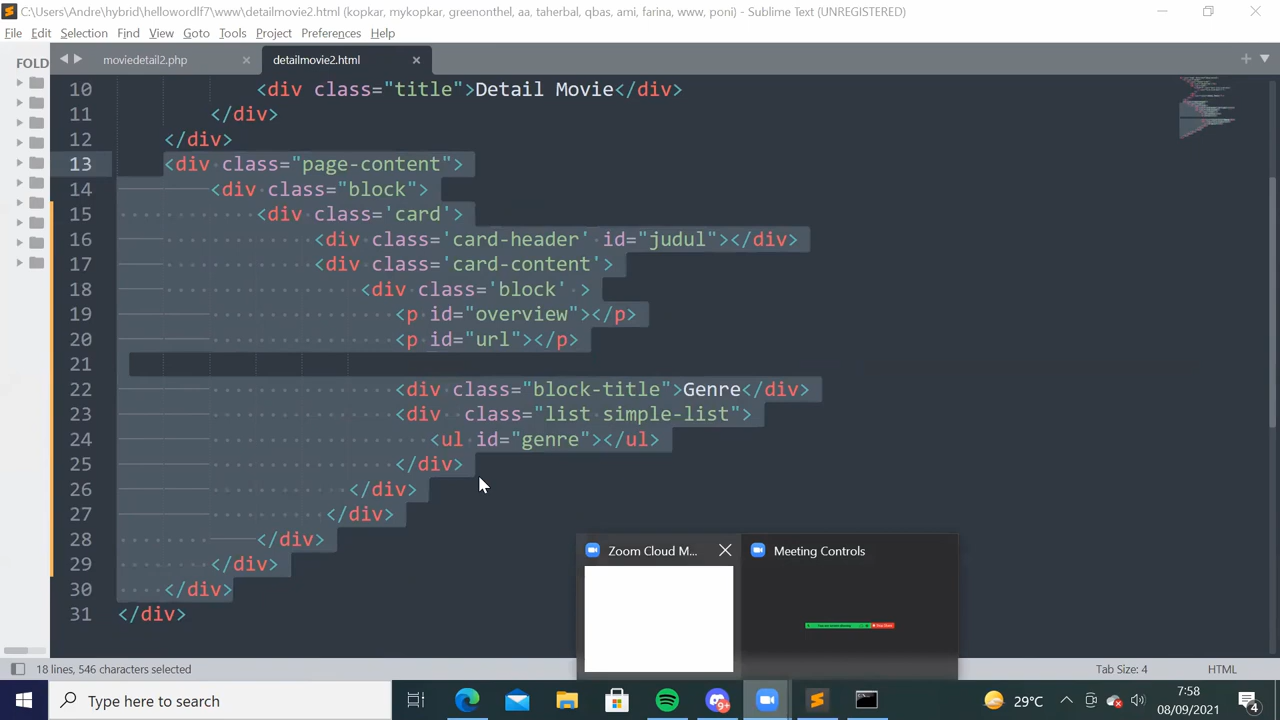 C:\Users\Andre\hybrid\hellowordlf7\www\detailmovie2.html (kopkar, mykopkar, greenonthel, aa, taherbal, qbas, ami, farina, www, poni) - Sublime Text (UNREGISTERED)
File Edit Selection Find View Goto Tools Project Preferences Help
FOLD
moviedetail2.php
detailmovie2.html
10 <div class="title">Detail Movie</div>
11 </div>
12 </div>
13 <div class="page-content">
14 <div class="block">
15 <div class='card'>
16 <div class='card-header' id="judul"></div>
17 <div class='card-content'>
18 <div class='block' >
19 <p id="overview"></p>
20 <p id="url"></p>
21
22 <div class="block-title">Genre</div>
23 <div  class="list simple-list">
24 <ul id="genre"></ul>
25 </div>
26 </div>
27 </div>
28 </div>
29 </div>
30 </div>
31 </div>
Zoom Cloud M...
Meeting Controls
18 lines, 546 characters selected
Tab Size: 4
HTML
Type here to search
9+
29°C
7:58
08/09/2021
4